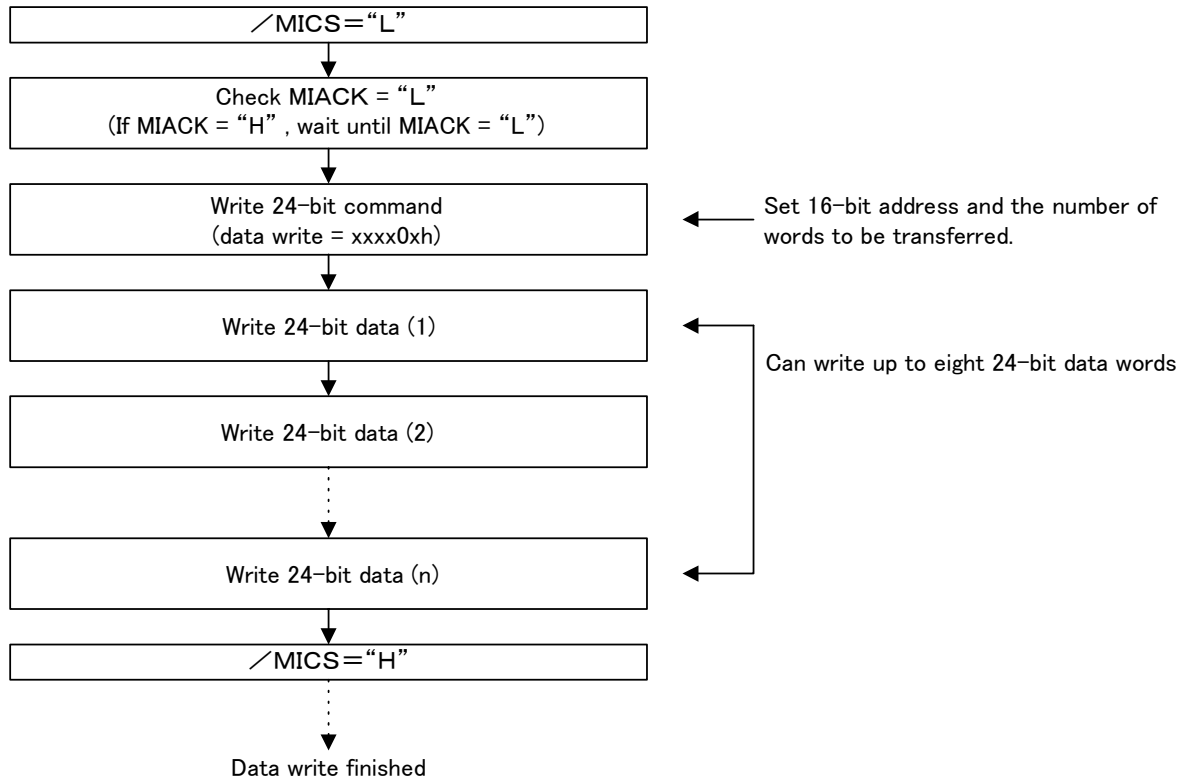 ／MICS＝“L”
Check MIACK = “L”
(If MIACK = “H” , wait until MIACK = “L”)
Write 24-bit command
(data write = xxxx0xh)
Set 16-bit address and the number of
words to be transferred.
Write 24-bit data (1)
Can write up to eight 24-bit data words
Write 24-bit data (2)
Write 24-bit data (n)
／MICS＝“H”
Data write finished